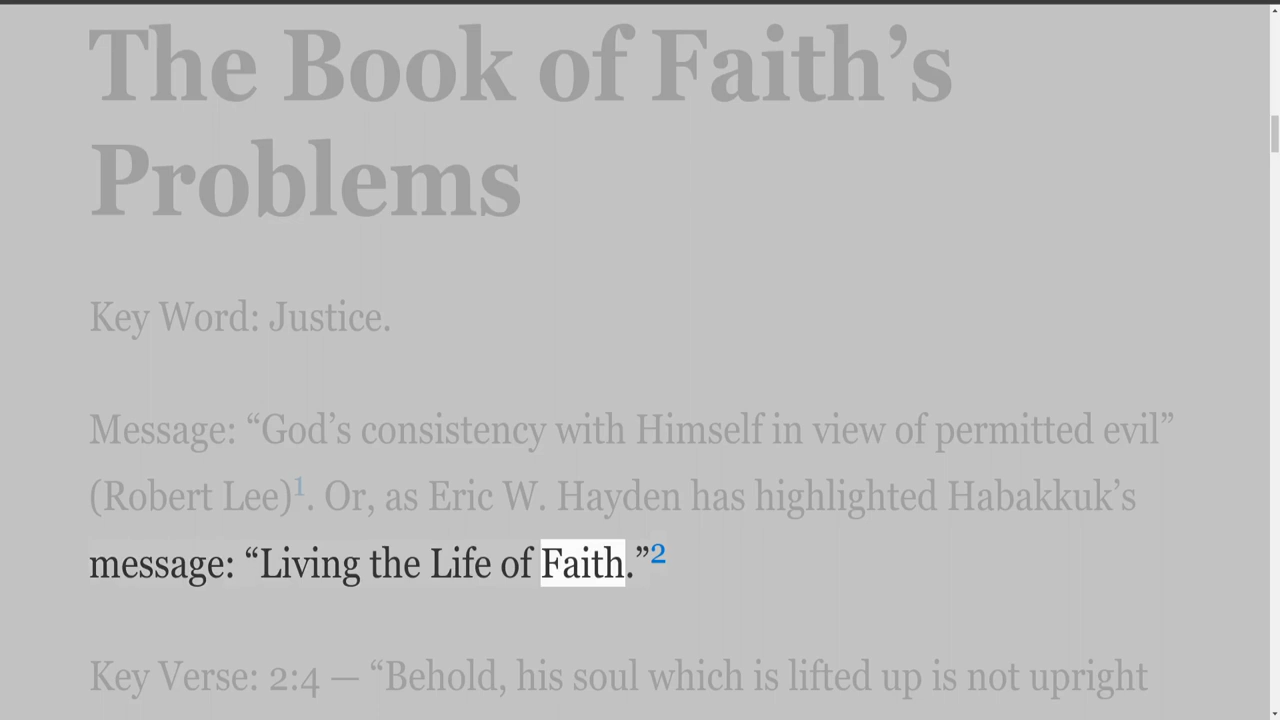 The Book of Faith’s
Problems
Key Word: Justice.
Message: “God’s consistency with Himself in view of permitted evil”
(Robert Lee)1. Or, as Eric W. Hayden has highlighted Habakkuk’s
message: “Living the Life of Faith.”2
Key Verse: 2:4 — “Behold, his soul which is lifted up is not upright